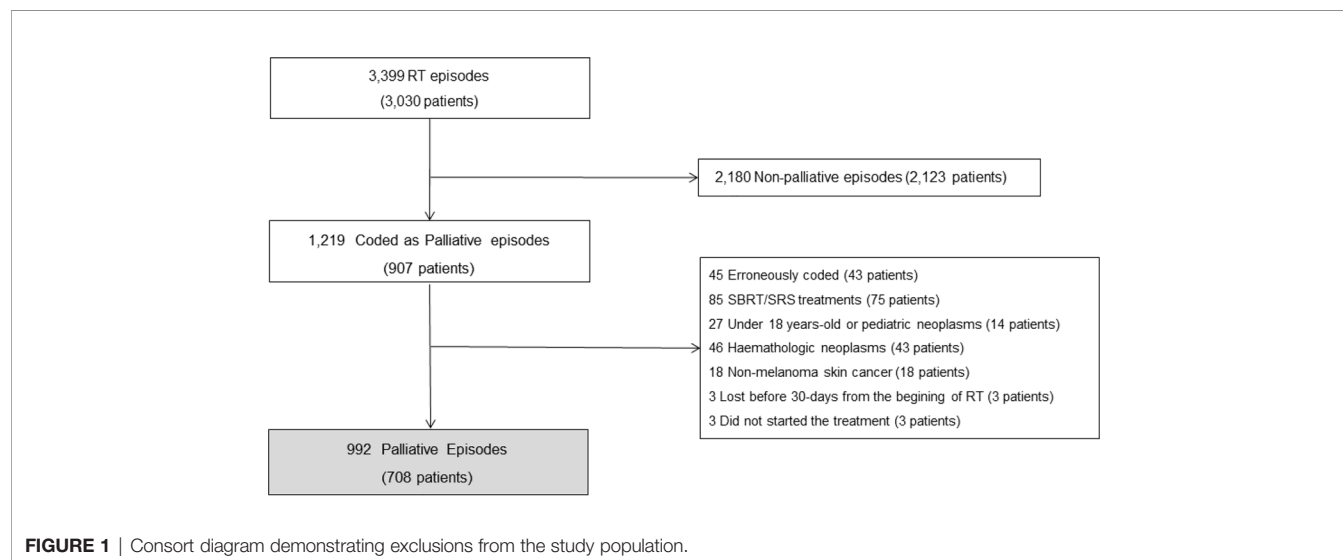 3,399 RT episodes
(3,030 patients)
2,180 Non-palliative episodes (2,123 patients)
1,219 Coded as Palliative episodes
(907 patients)
45 Erroneously coded (43 patients)
85 SBRT/SRS treatments (75 patients)
27 Under 18 years-old or pediatric neoplasms (14 patients)
46 Haemathologic neoplasms (43 patients)
18 Non-melanoma skin cancer (18 patients)
3 Lost before 30-days from the begining of RT (3 patients)
3 Did not started the treatment (3 patients)
992 Palliative Episodes
(708 patients)
FIGURE 1 | Consort diagram demonstrating exclusions from the study population.